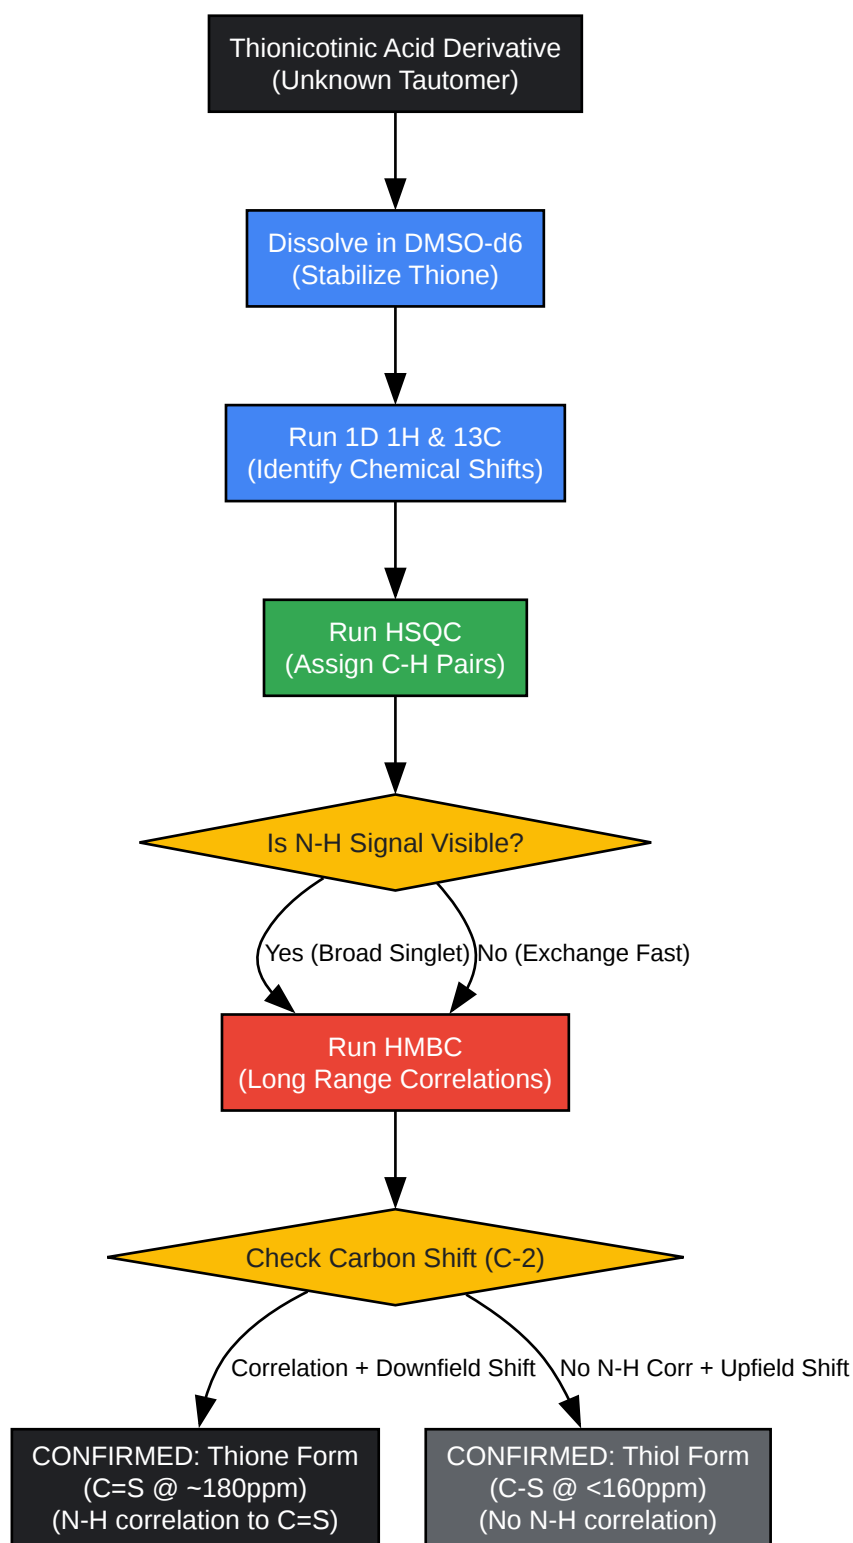 Thionicotinic Acid Derivative
(Unknown Tautomer)
Dissolve in DMSO-d6
(Stabilize Thione)
Run 1D 1H & 13C
(Identify Chemical Shifts)
Run HSQC
(Assign C-H Pairs)
Is N-H Signal Visible?
Yes (Broad Singlet)
No (Exchange Fast)
Run HMBC
(Long Range Correlations)
Check Carbon Shift (C-2)
Correlation + Downfield Shift
No N-H Corr + Upfield Shift
CONFIRMED: Thione Form
(C=S @ ~180ppm)
(N-H correlation to C=S)
CONFIRMED: Thiol Form
(C-S @ <160ppm)
(No N-H correlation)